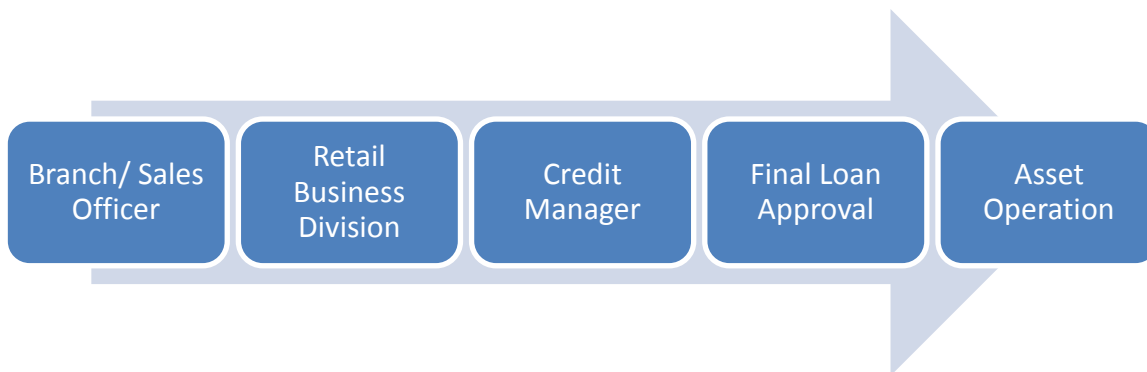 Branch/ Sales
Officer
Retail
Business
Division
Credit
Manager
Final Loan
Approval
Asset
Operation